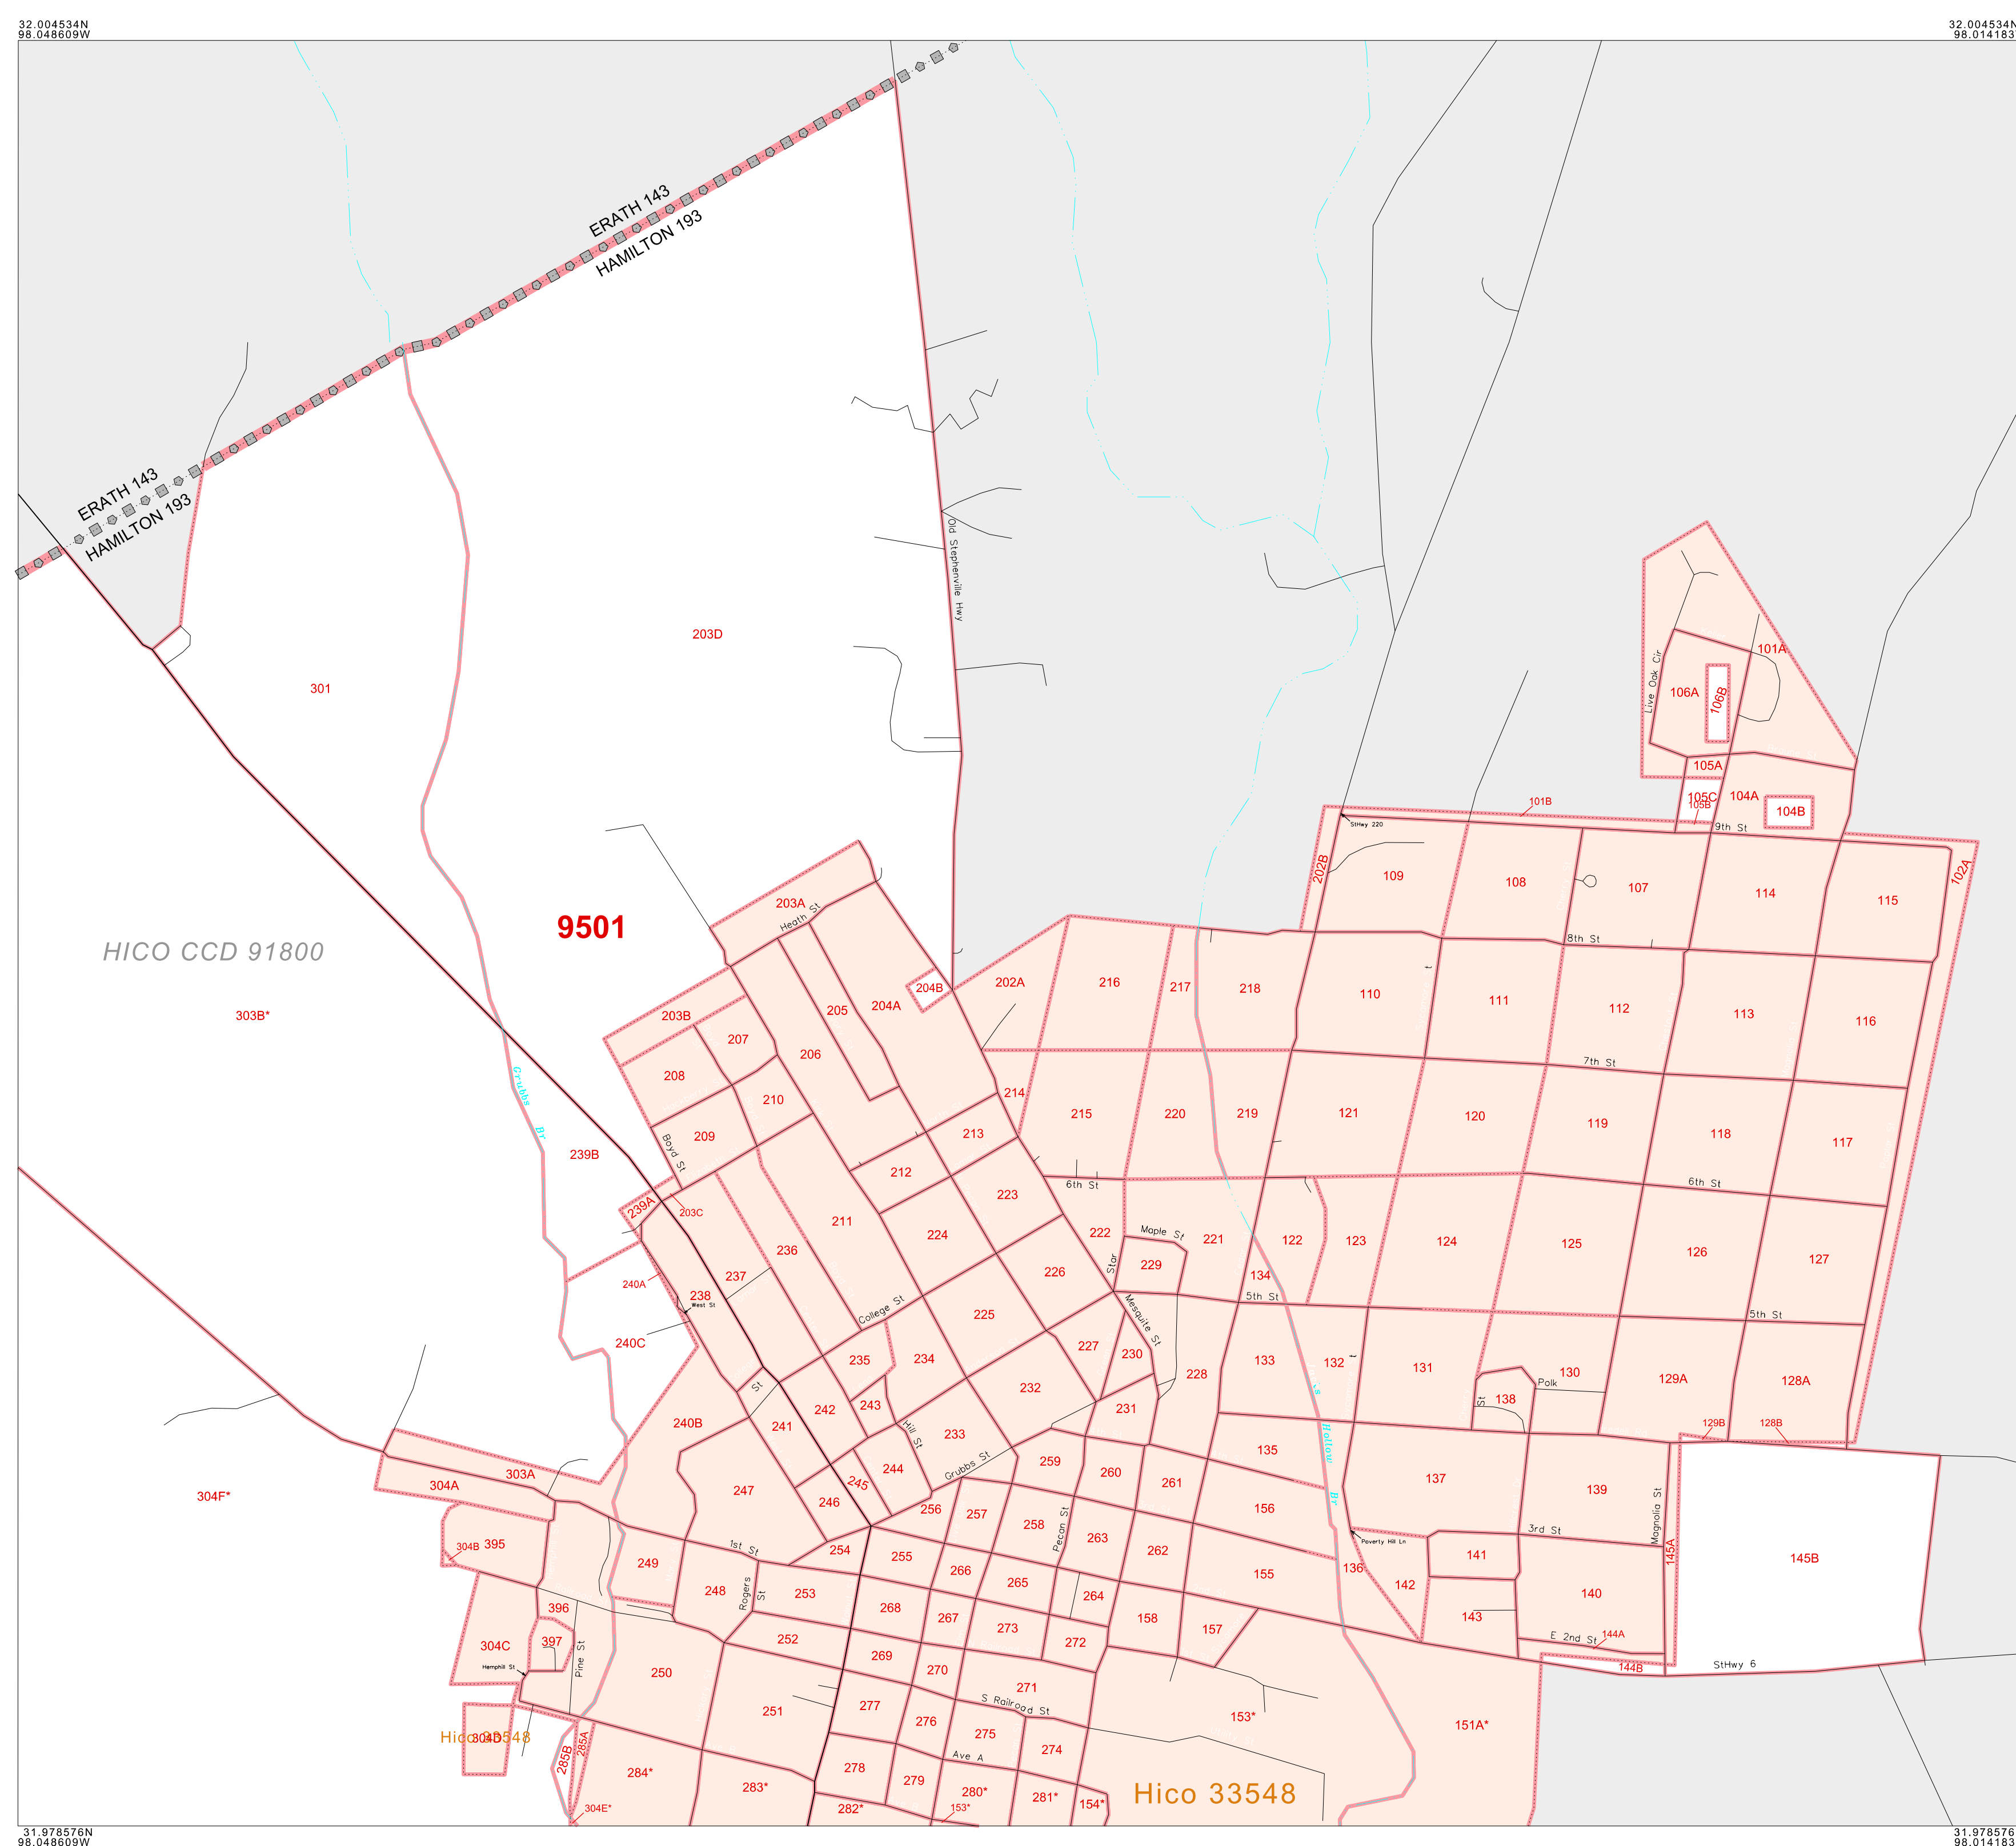 32.004534N
98.048609W
32.004534N
98.014183
ERATH 143
HAMILTON 193
ERATH 143
HAMILTON 193
Old Stephenville Hwy
203D
301
101A
Live Oak Cir
106A
106B
105A
105C
105B
104A
104B
101B
StHwy 220
9th St
202B
109
108
107
114
115
102A
203A
Heath St
9501
HICO CCD 91800
8th St
204B
202A
216
217
218
110
t
111
112
113
116
203B
207
205
204A
206
303B*
208
210
7th St
Grubbs Br
209
Boyd St
213
214
215
220
219
121
120
119
118
117
239B
212
6th St
6th St
239A
203C
223
211
224
222
Maple St
221
122
123
124
125
126
127
236
237
Star
229
134
226
240A
238
West St
College St
225
Mesquite St
5th St
5th St
240C
235
234
227
230
228
133
132
t
131
130
Polk
138
St
129A
128A
St
232
243
242
241
231
129B
128B
240B
Hill St
233
Hollow Br
135
303A
304A
304F*
247
244
245
246
Grubbs St
259
260
261
137
139
256
257
258
Pecan St
263
156
Magnolia St
3rd St
395
304B
1st St
249
254
255
266
262
155
136
Poverty Hill Ln
141
145A
145B
142
248
Rogers St
253
265
264
140
396
268
267
273
158
157
143
397
304C
252
272
E 2nd St
144A
Hemphill St
Pine St
250
269
270
144B
StHwy 6
251
277
271
S Railroad St
276
275
153*
151A*
Hico 33548
304D
285A
285B
274
Ave A
278
284*
283*
279
280*
281*
154*
Hico 33548
304E*
282*
153*
31.978576N
98.048609W
31.978576
98.014183